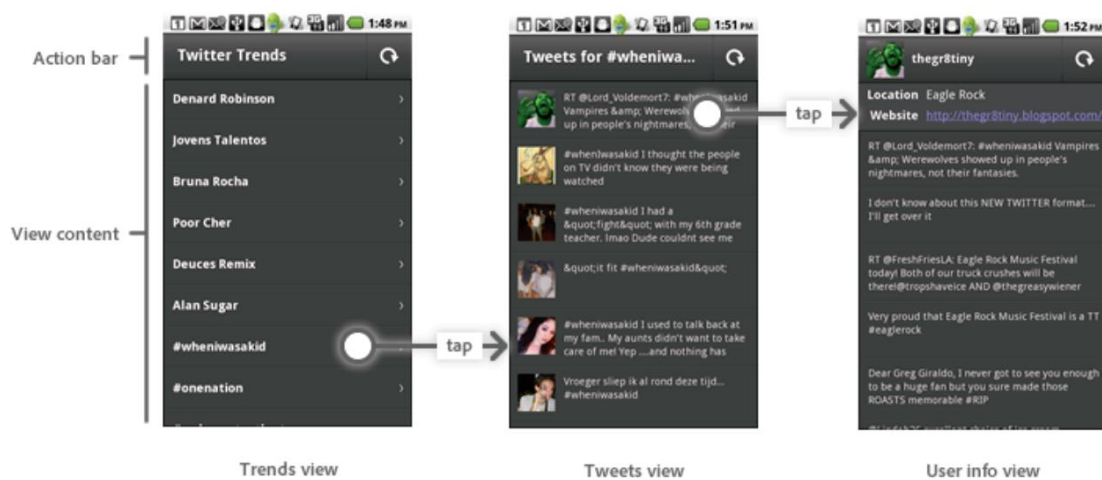 1:48 PM
Action bar
Twitter Trends
View content
Denard Robinson
Jovens Talentos
Bruna Rocha
Poor Cher
Deuces Remix
Alan Sugar
#wheniwasakid
#onenation
Trends view
tap
1:51 PM
Tweets for #wheniwa...
RT @Lord_Voldemort7: #wheniwasakid
Vampires &amp; Werewolves
up in people's nightmares, their
#whenIwasakid I thought the people
on TV didn't know they were being
watched
#wheniwasakid I had a
&quot;fight&quot; with my 6th grade
teacher. lmao Dude couldnt see me
&quot;it fit #wheniwasakid&quot;
#wheniwasakid I used to talk back at
my fam.. My aunts didn't want to take
care of me! Yep ....and nothing has
Vroeger sliep ik al rond deze tijd...
#wheniwasakid
Tweets view
tap
1:52 PM
thegr8tiny
Location Eagle Rock
Website http://thegr8tiny.blogspot.com/
RT @Lord_Voldemort7: #wheniwasakid Vampires
&amp; Werewolves showed up in people's
nightmares, not their fantasies.
I don't know about this NEW TWITTER format....
I'll get over it
RT @FreshFriesLA: Eagle Rock Music Festival
today! Both of our truck crushes will be
there!@tropshaveice AND @thegreasywiener
Very proud that Eagle Rock Music Festival is a TT
#eaglerock
Dear Greg Giraldo, I never got to see you enough
to be a huge fan but you sure made those
ROASTS memorable #RIP
User info view